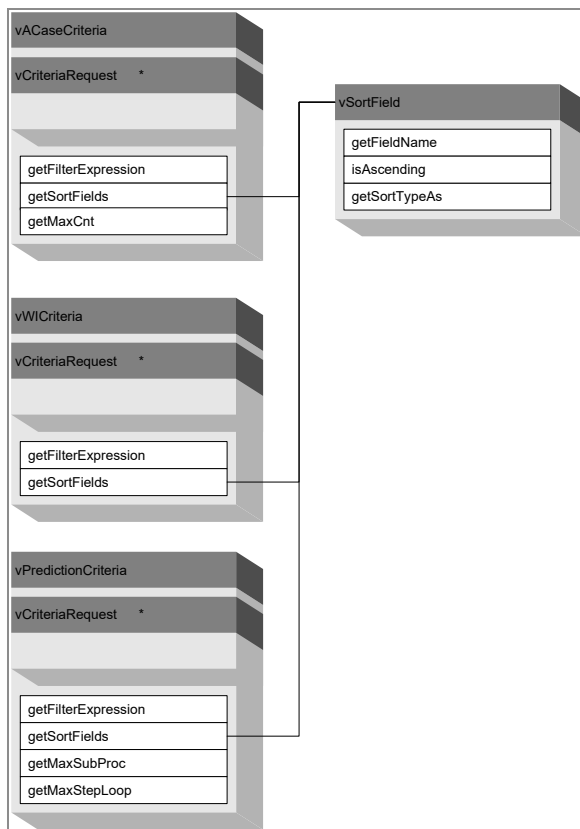 vACaseCriteria
vCriteriaRequest *
getFilterExpression
getSortFields
getMaxCnt
vSortField
getFieldName
isAscending
getSortTypeAs
vWICriteria
vCriteriaRequest *
getFilterExpression
getSortFields
vPredictionCriteria
vCriteriaRequest *
getFilterExpression
getSortFields
getMaxSubProc
getMaxStepLoop